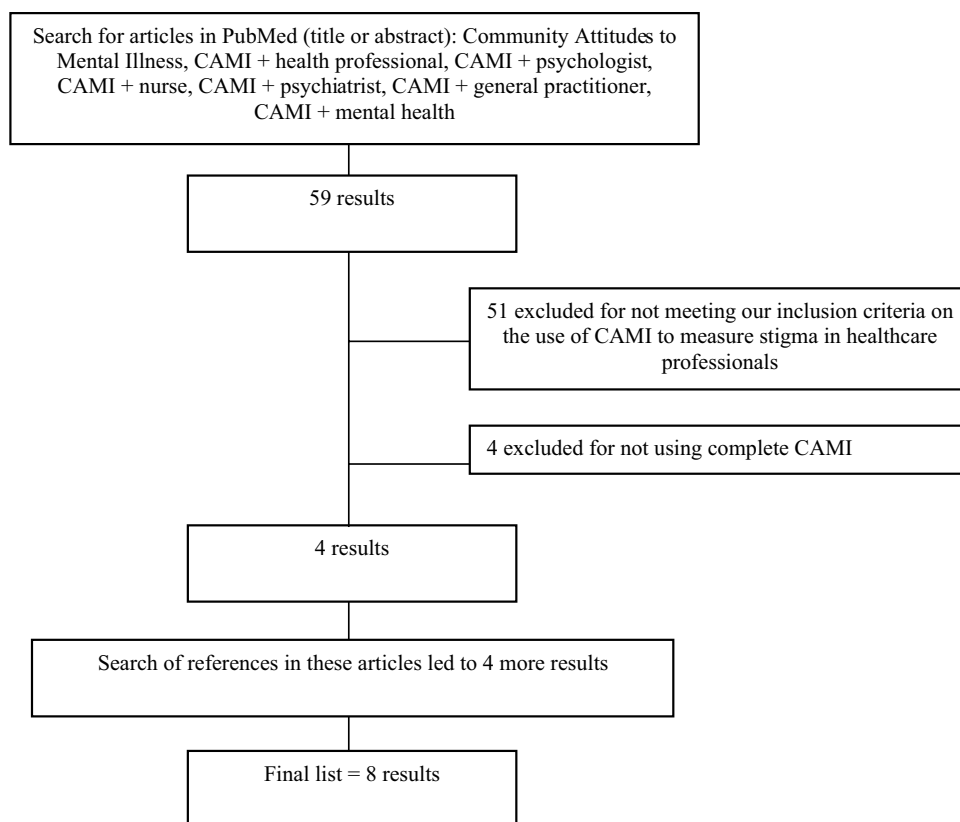 Search for articles in PubMed (title or abstract): Community Attitudes to
Mental Illness, CAMI + health professional, CAMI + psychologist,
CAMI + nurse, CAMI + psychiatrist, CAMI + general practitioner,
CAMI + mental health
59 results
51 excluded for not meeting our inclusion criteria on
the use of CAMI to measure stigma in healthcare
professionals
4 excluded for not using complete CAMI
4 results
Search of references in these articles led to 4 more results
Final list = 8 results